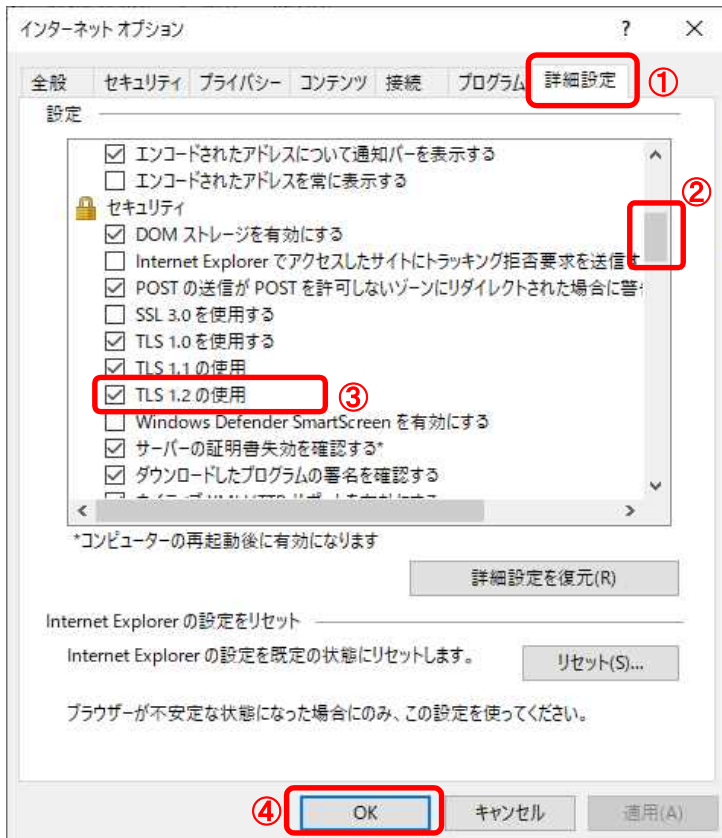 インターネット オプション ? ×
全般 セキュリティ プライバシー コンテンツ 接続 プログラム 詳細設定 ①
設定
エンコードされたアドレスについて通知バーを表示する
エンコードされたアドレスを常に表示する
②
セキュリティ
DOM ストレージを有効にする
Internet Explorer でアクセスしたサイトにトラッキング拒否要求を送信す
POST の送信が POST を許可しないゾーンにリダイレクトされた場合に警
SSL 3.0 を使用する
TLS 1.0 を使用する
TLS 1.1 の使用
TLS 1.2 の使用 ③
Windows Defender SmartScreen を有効にする
サーバーの証明書失効を確認する*
ダウンロードしたプログラムの署名を確認する
*コンピューターの再起動後に有効になります
詳細設定を復元(R)
Internet Explorer の設定をリセット
Internet Explorer の設定を既定の状態にリセットします。
リセット(S)...
ブラウザーが不安定な状態になった場合にのみ、この設定を使ってください。
④ OK キャンセル 適用(A)